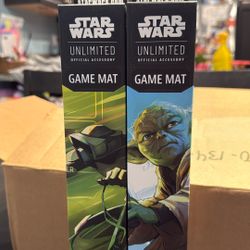 STAR
WARS
UNLIMITED
OFFICIAL ACCESSORY
GAME MAT
STAR
WARS
UNLIMITED
OFFICIAL ACCESSORY
GAME MAT